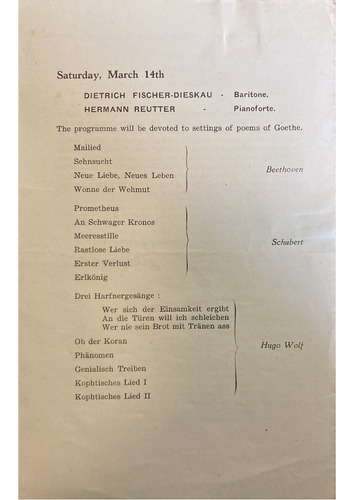 Saturday, March 14th
DIETRICH FISCHER-DIESKAU - Baritone.
HERMANN REUTTER - Pianoforte.
The programme will be devoted to settings of poems of Goethe.
Mailied
Sehnsucht
Neue Liebe, Neues Leben
Wonne der Wehmut
Beethoven
Prometheus
An Schwager Kronos
Meeresstille
Rastlose Liebe
Erster Verlust
Erlkönig
Schubert
Drei Harfnergesänge :
Wer sich der Einsamkeit ergibt
An die Türen will ich schleichen
Wer nie sein Brot mit Tränen ass
Ob der Koran
Phänomen
Genialisch Treiben
Kophtisches Lied I
Kophtisches Lied II
Hugo Wolf